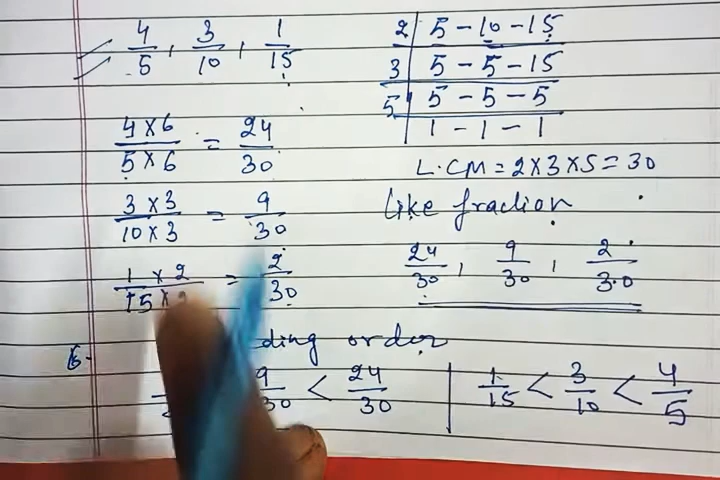 4/5, 3/10, 1/15
2 | 5 - 10 - 15
3 | 5 - 5 - 15
5 | 5 - 5 - 5
1 - 1 - 1
4 × 6 / 5 × 6 = 24/30
L.CM = 2 × 3 × 5 = 30
3 × 3 / 10 × 3 = 9/30
Like fraction
1 × 2 / 15 × 2 = 2/30
24/30, 9/30, 2/30
order
9/30 < 24/30 | 1/15 < 3/10 < 4/5